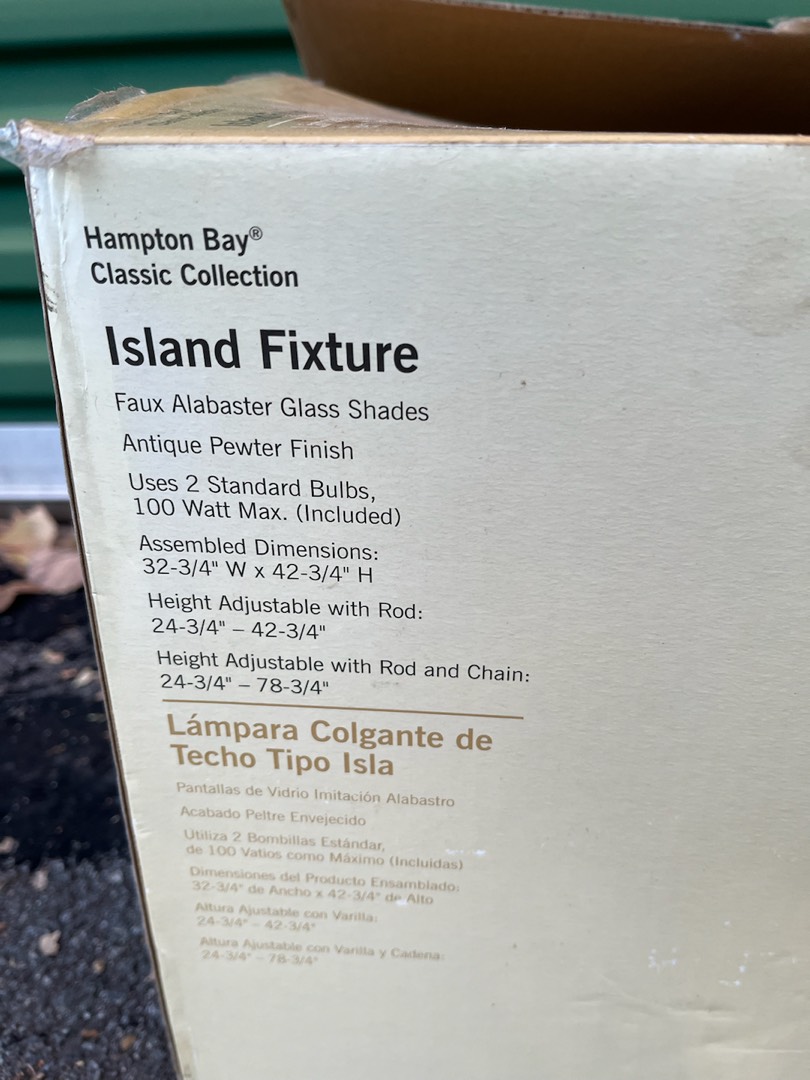 Hampton Bay®
Classic Collection
Island Fixture
Faux Alabaster Glass Shades
Antique Pewter Finish
Uses 2 Standard Bulbs,
100 Watt Max. (Included)
Assembled Dimensions:
32-3/4" W x 42-3/4" H
Height Adjustable with Rod:
24-3/4" – 42-3/4"
Height Adjustable with Rod and Chain:
24-3/4" – 78-3/4"
Lámpara Colgante de
Techo Tipo Isla
Pantallas de Vidrio Imitación Alabastro
Acabado Peltre Envejecido
Utiliza 2 Bombillas Estándar,
de 100 Vatios como Máximo (Incluidas)
Dimensiones del Producto Ensamblado:
32-3/4" de Ancho x 42-3/4" de Alto
Altura Ajustable con Varilla:
24-3/4" – 42-3/4"
Altura Ajustable con Varilla y Cadena:
24-3/4" – 78-3/4"